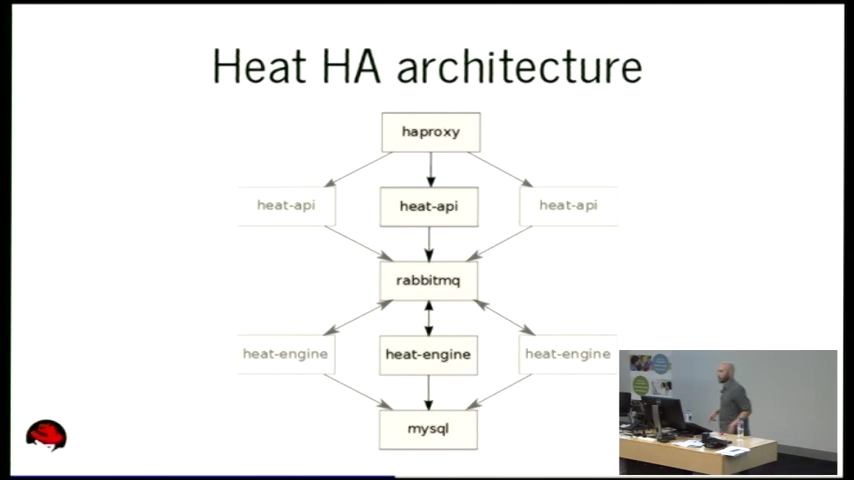 Heat HA architecture
haproxy
heat-api heat-api heat-api
rabbitmq
heat-engine heat-engine heat-engine
mysql